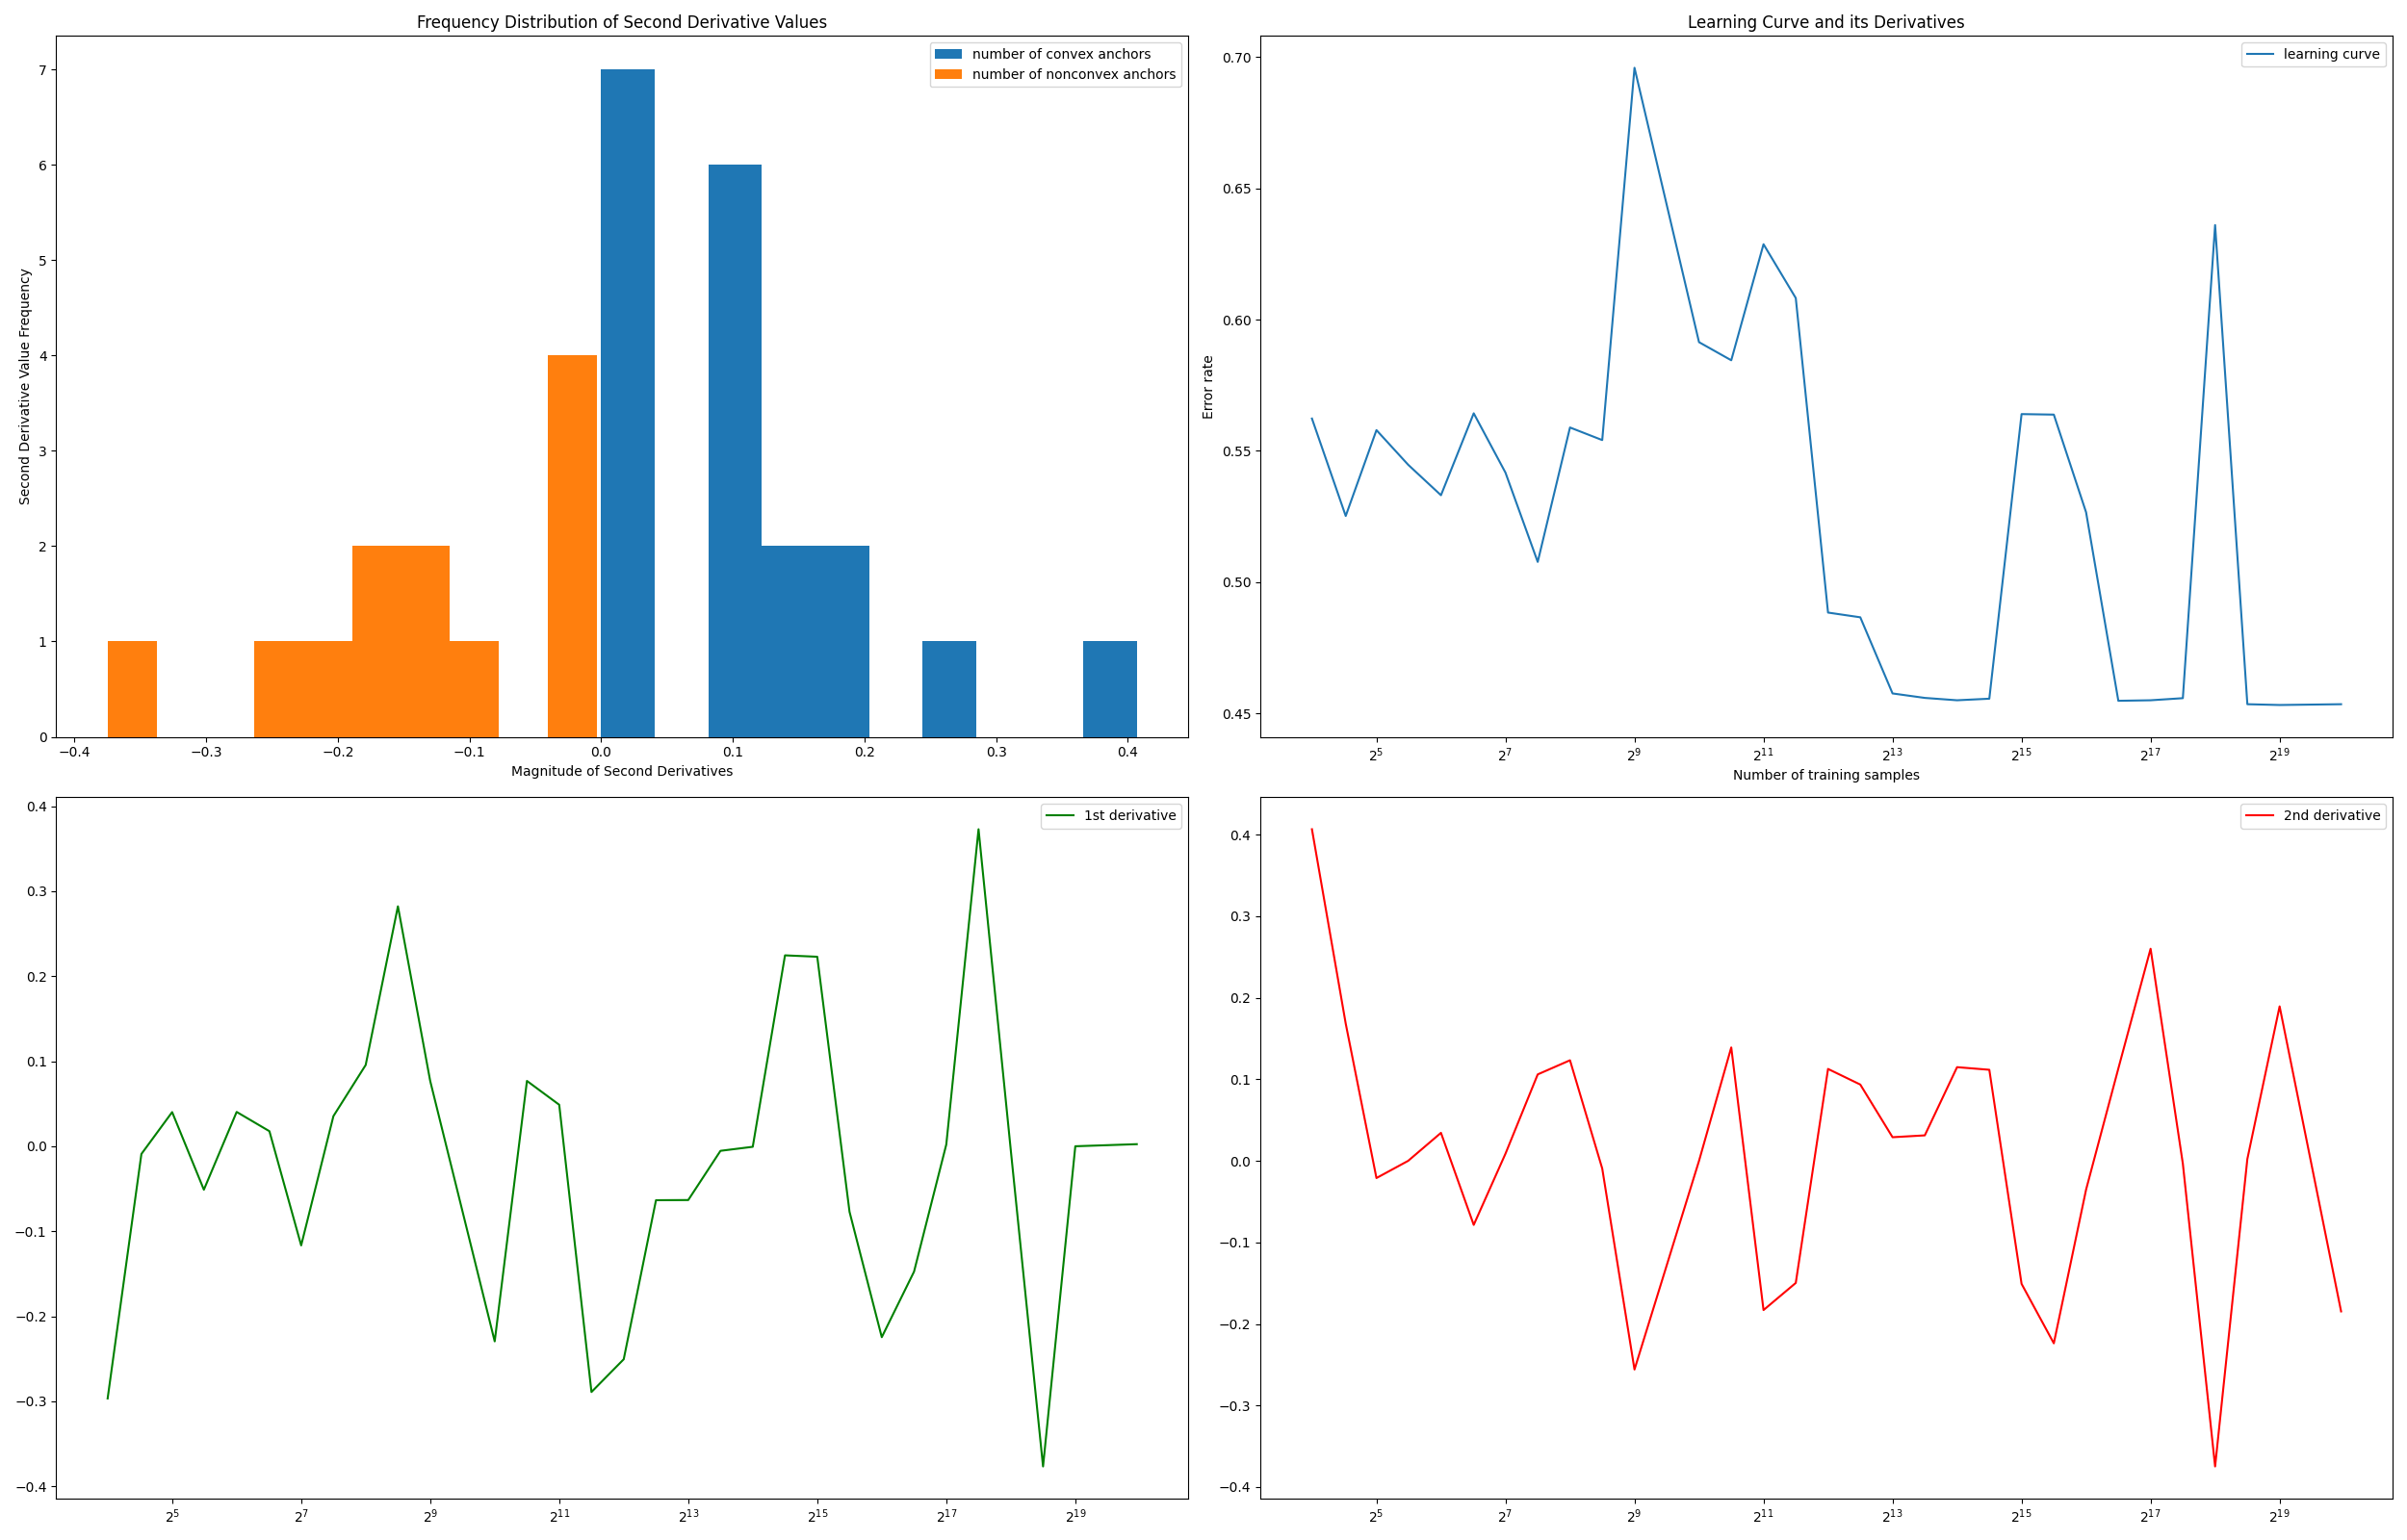 Frequency Distribution of Second Derivative Values
number of convex anchors
number of nonconvex anchors
Second Derivative Value Frequency
7
6
5
4
3
2
1
0
−0.4 −0.3 −0.2 −0.1 0.0 0.1 0.2 0.3 0.4
Magnitude of Second Derivatives
Learning Curve and its Derivatives
learning curve
Error rate
0.70
0.65
0.60
0.55
0.50
0.45
2^5 2^7 2^9 2^11 2^13 2^15 2^17 2^19
Number of training samples
1st derivative
0.4
0.3
0.2
0.1
0.0
−0.1
−0.2
−0.3
−0.4
2^5 2^7 2^9 2^11 2^13 2^15 2^17 2^19
2nd derivative
0.4
0.3
0.2
0.1
0.0
−0.1
−0.2
−0.3
−0.4
2^5 2^7 2^9 2^11 2^13 2^15 2^17 2^19